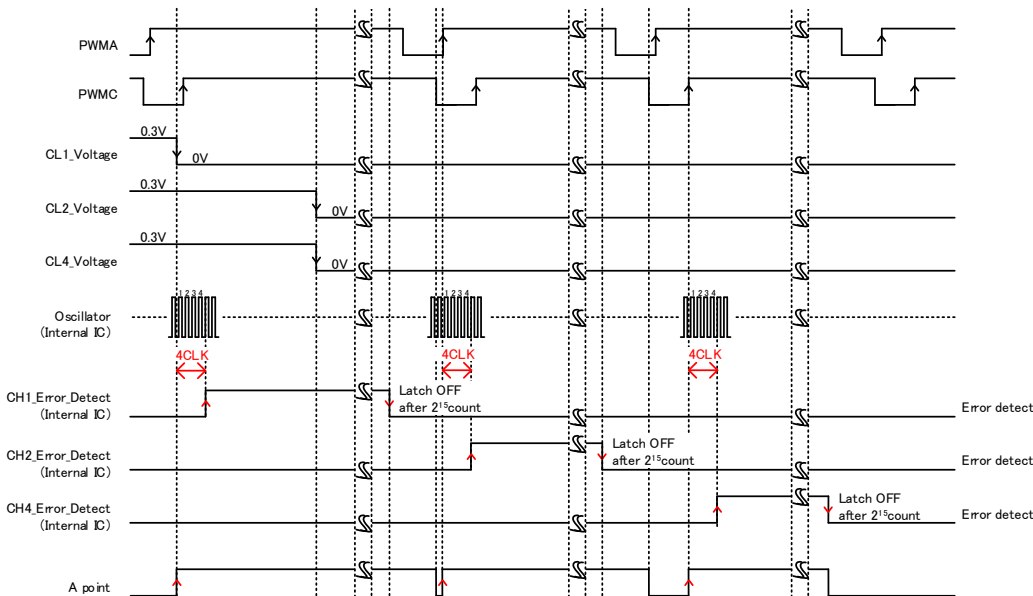 PWMA
PWMC
0.3V
CL1_Voltage
0V
0.3V
CL2_Voltage
0V
0.3V
CL4_Voltage
0V
1 2 3 4
1 2 3 4
1 2 3 4
Oscillator
(Internal IC)
4CLK
4CLK
4CLK
CH1_Error_Detect
(Internal IC)
Latch OFF
after 2¹⁵count
Error detect
CH2_Error_Detect
(Internal IC)
Latch OFF
after 2¹⁵count
Error detect
CH4_Error_Detect
(Internal IC)
Latch OFF
after 2¹⁵count
Error detect
A point